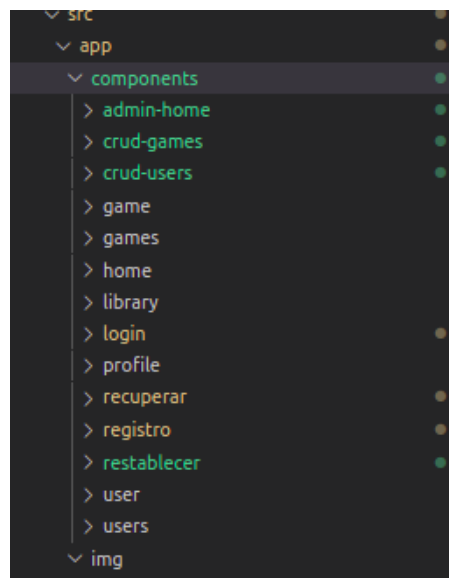 src
app
components
admin-home
crud-games
crud-users
game
games
home
library
login
profile
recuperar
registro
restablecer
user
users
img